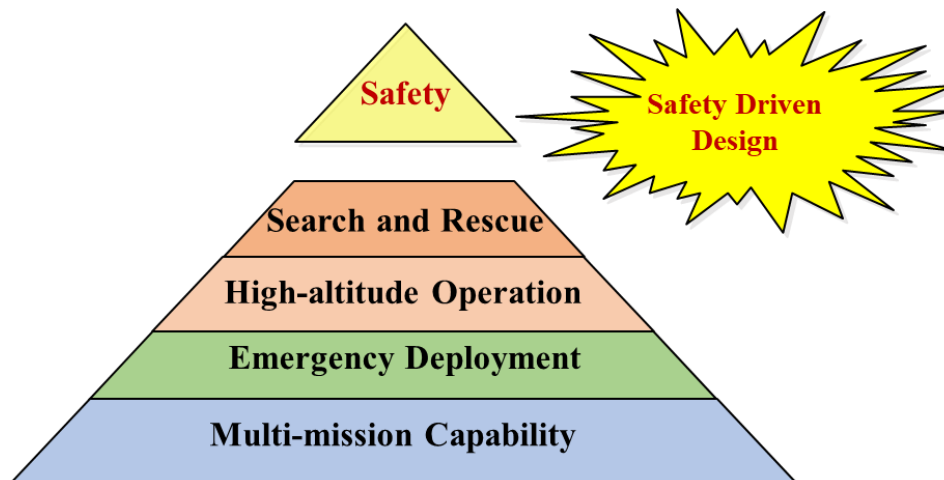 Safety
Safety Driven
Design
Search and Rescue
High-altitude Operation
Emergency Deployment
Multi-mission Capability